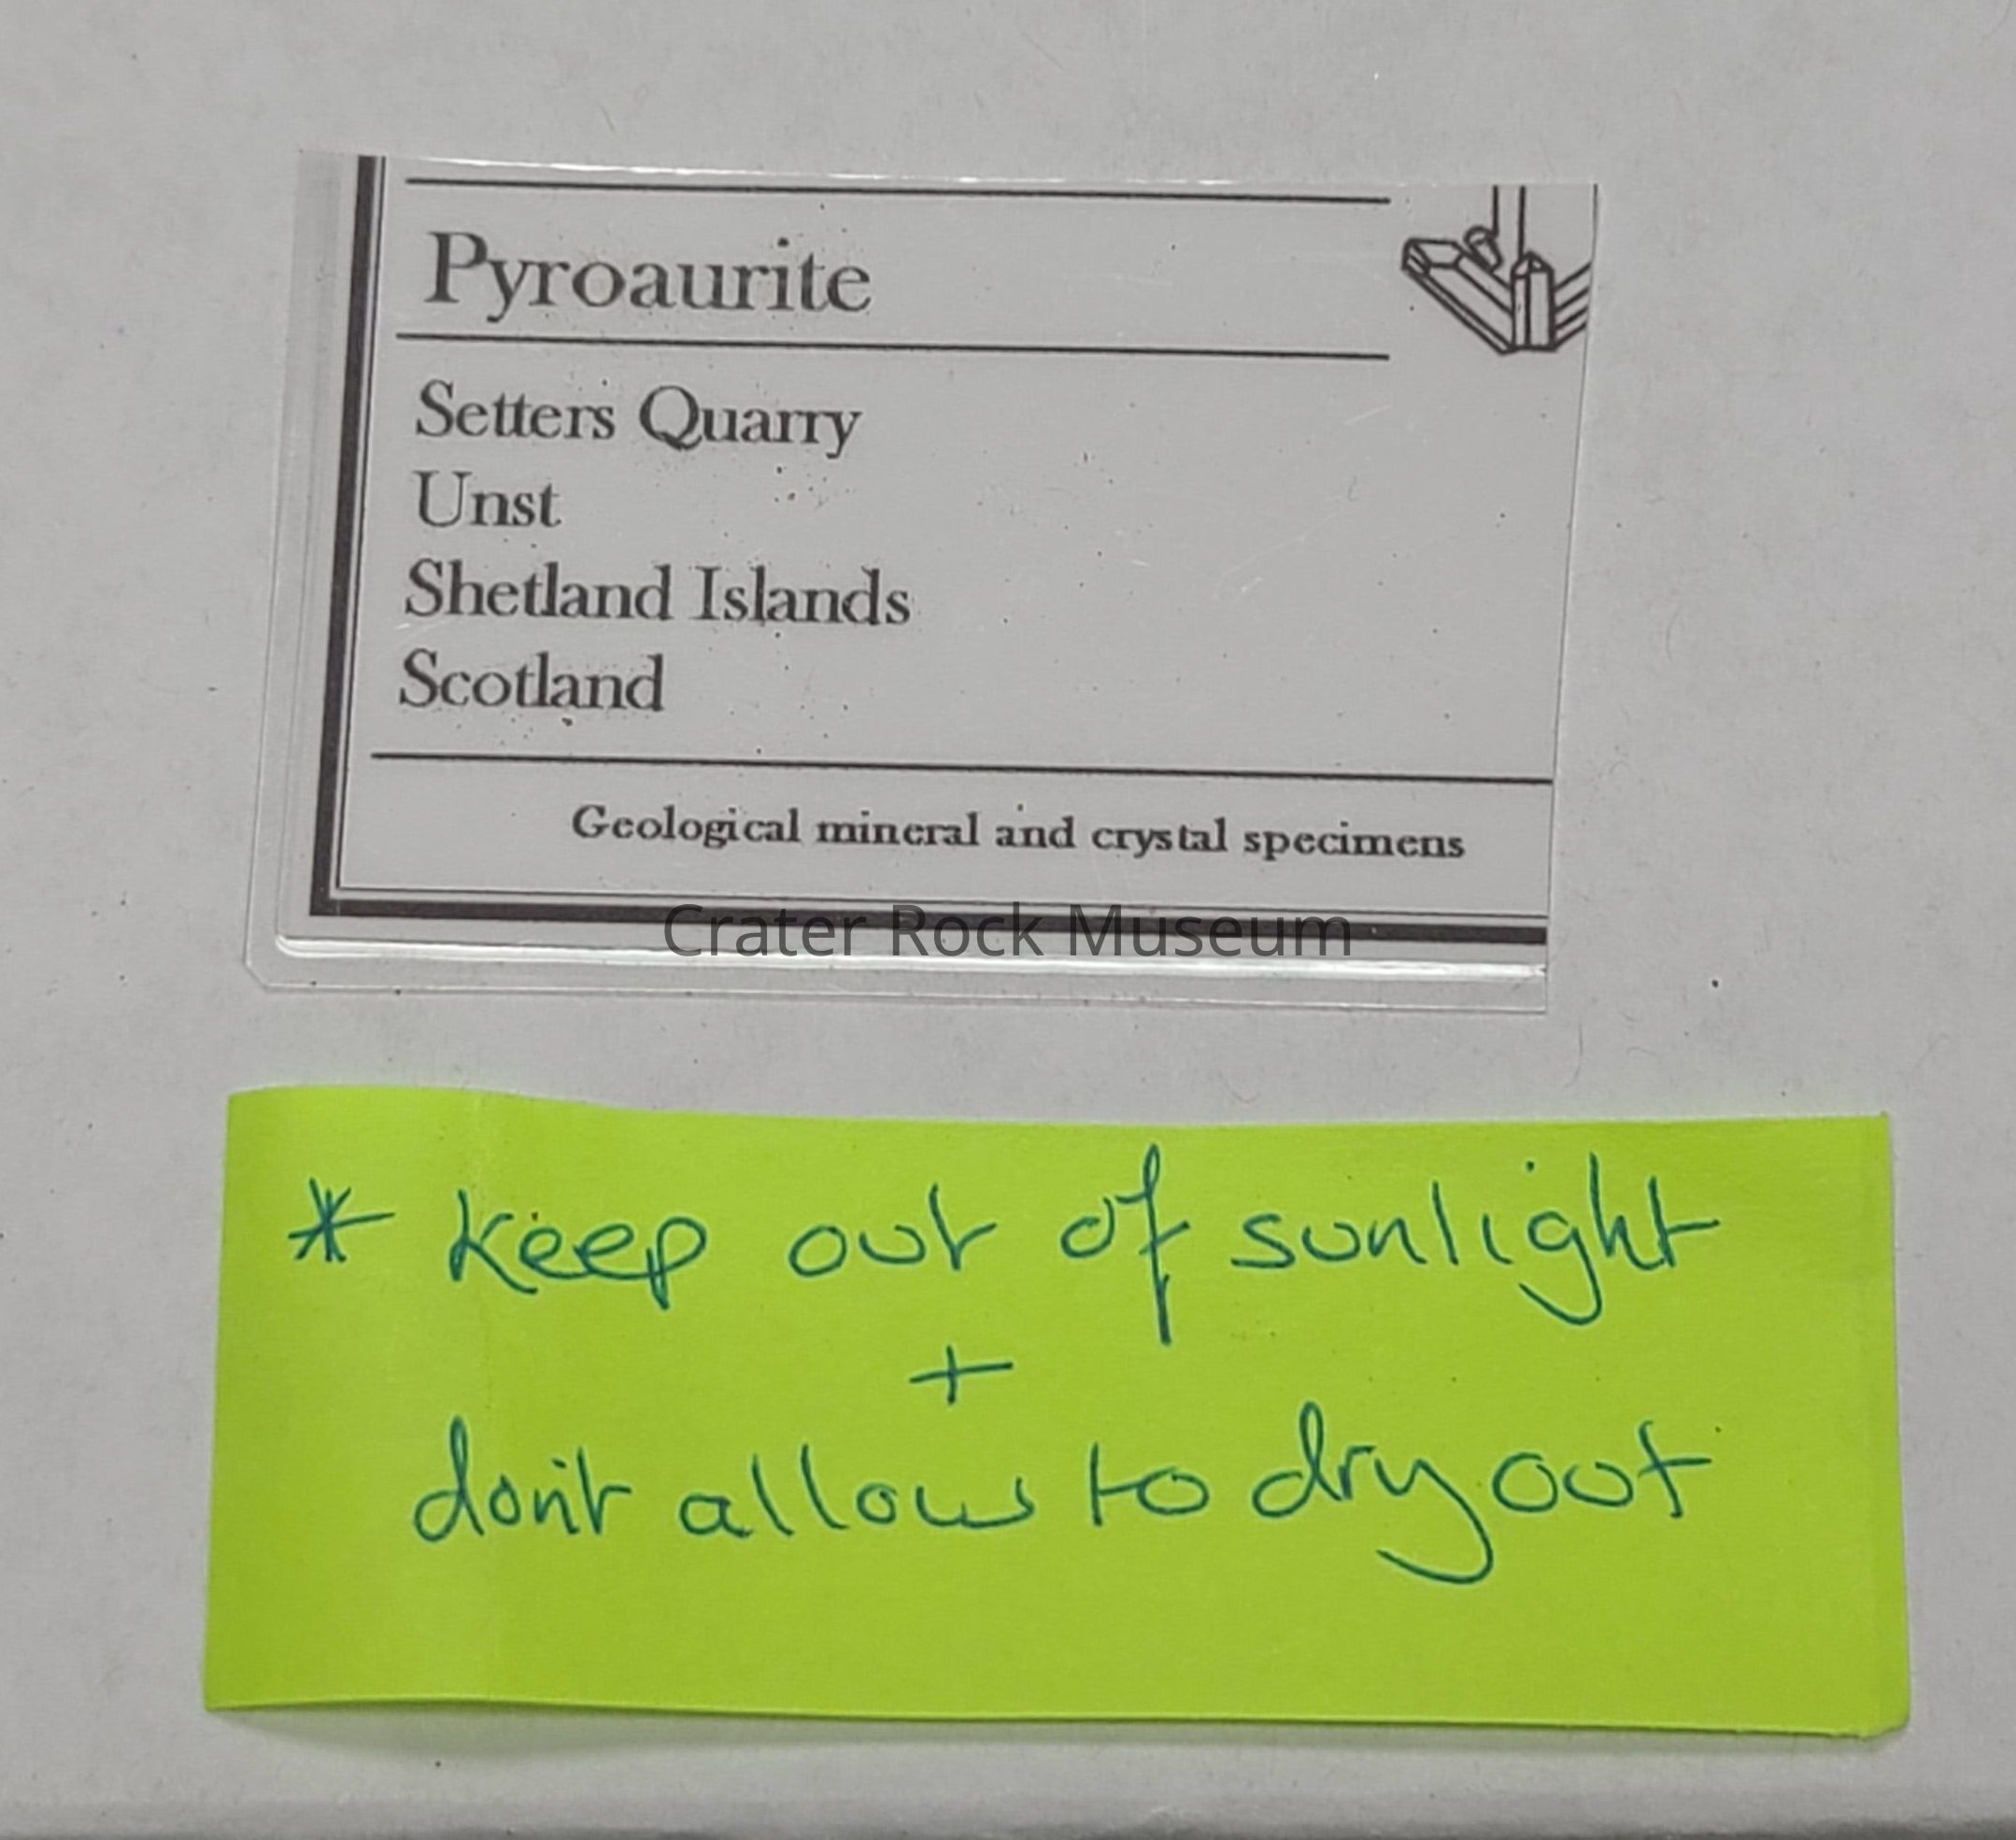 Pyroaurite
Setters Quarry
Unst
Shetland Islands
Scotland
Geological mineral and crystal specimens
Crater Rock Museum
* Keep out of sunlight
+
don't allow to dry out